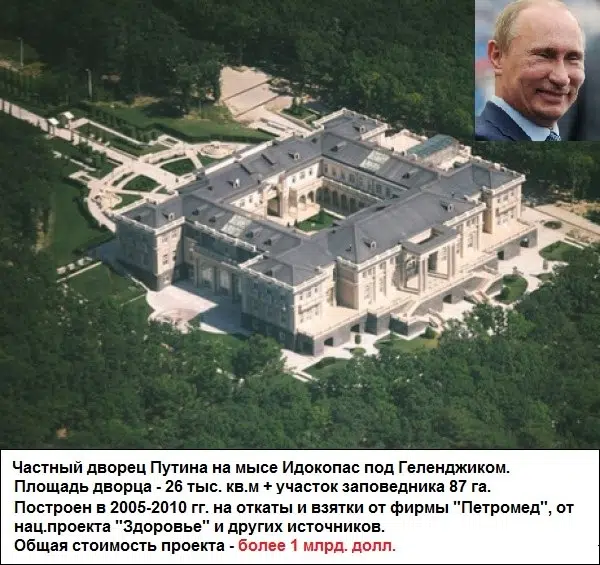 Частный дворец Путина на мысе Идокопас под Геленджиком.
Площадь дворца - 26 тыс. кв.м + участок заповедника 87 га.
Построен в 2005-2010 гг. на откаты и взятки от фирмы "Петромед", от
нац.проекта "Здоровье" и других источников.
Общая стоимость проекта - более 1 млрд. долл.